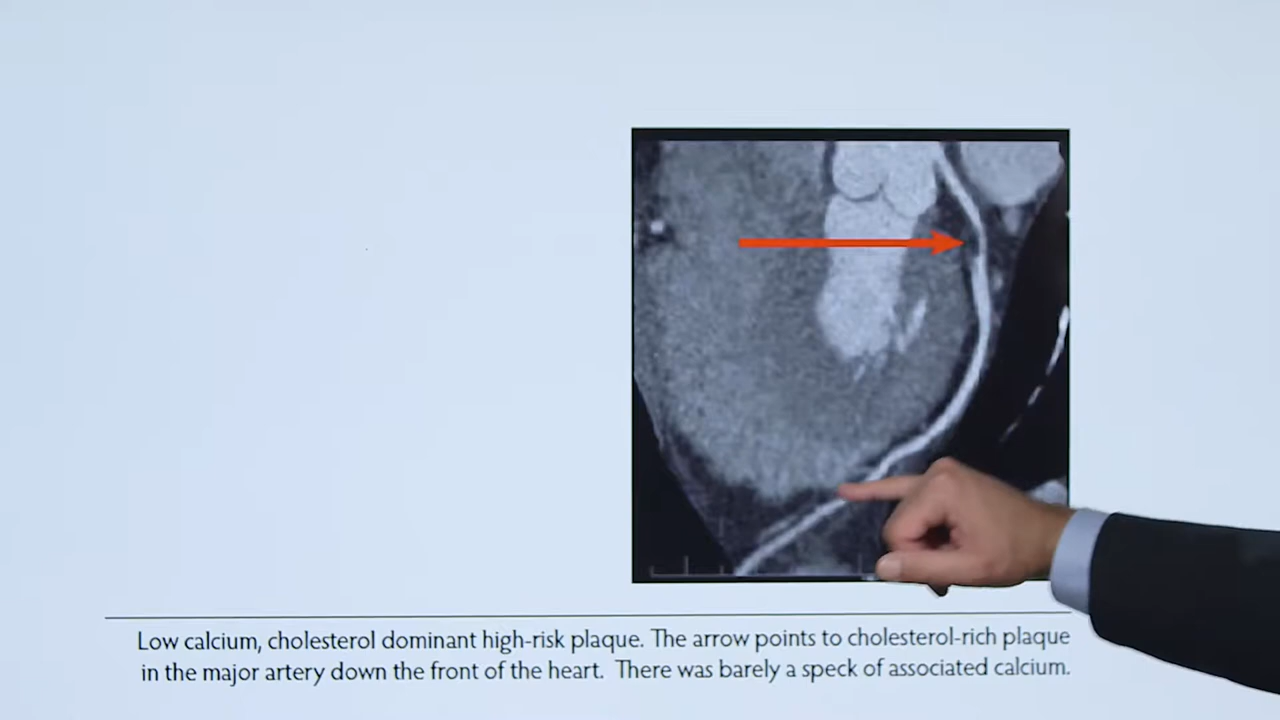 Low calcium, cholesterol dominant high-risk plaque. The arrow points to cholesterol-rich plaque
in the major artery down the front of the heart. There was barely a speck of associated calcium.